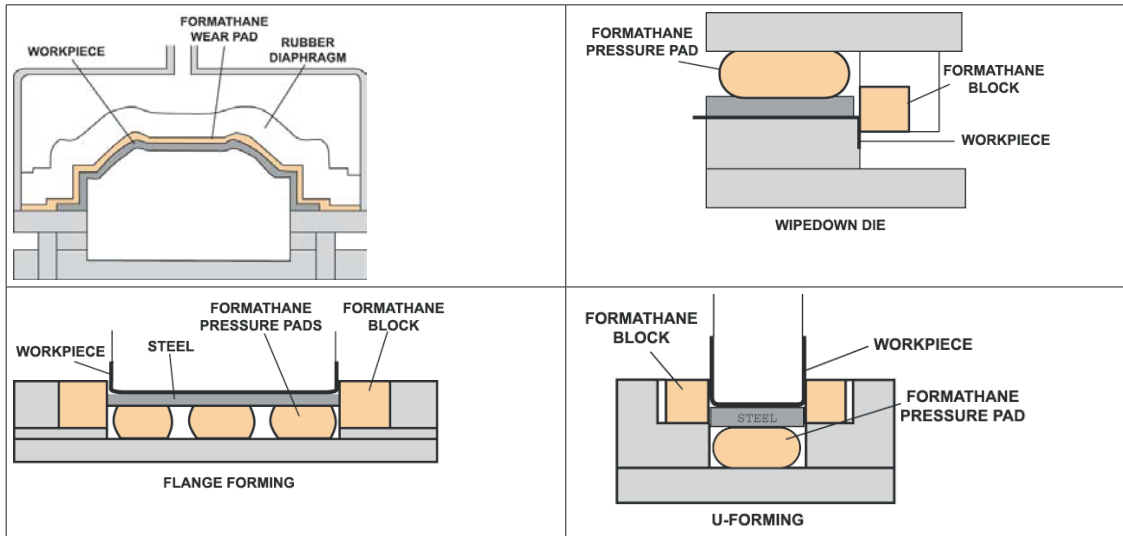 FORMATHANE
WEAR PAD
WORKPIECE
RUBBER
DIAPHRAGM
FORMATHANE
PRESSURE PAD
FORMATHANE
BLOCK
WORKPIECE
WIPEDOWN DIE
FORMATHANE
PRESSURE PADS
FORMATHANE
BLOCK
STEEL
WORKPIECE
FLANGE FORMING
FORMATHANE
BLOCK
WORKPIECE
FORMATHANE
PRESSURE PAD
STEEL
U-FORMING